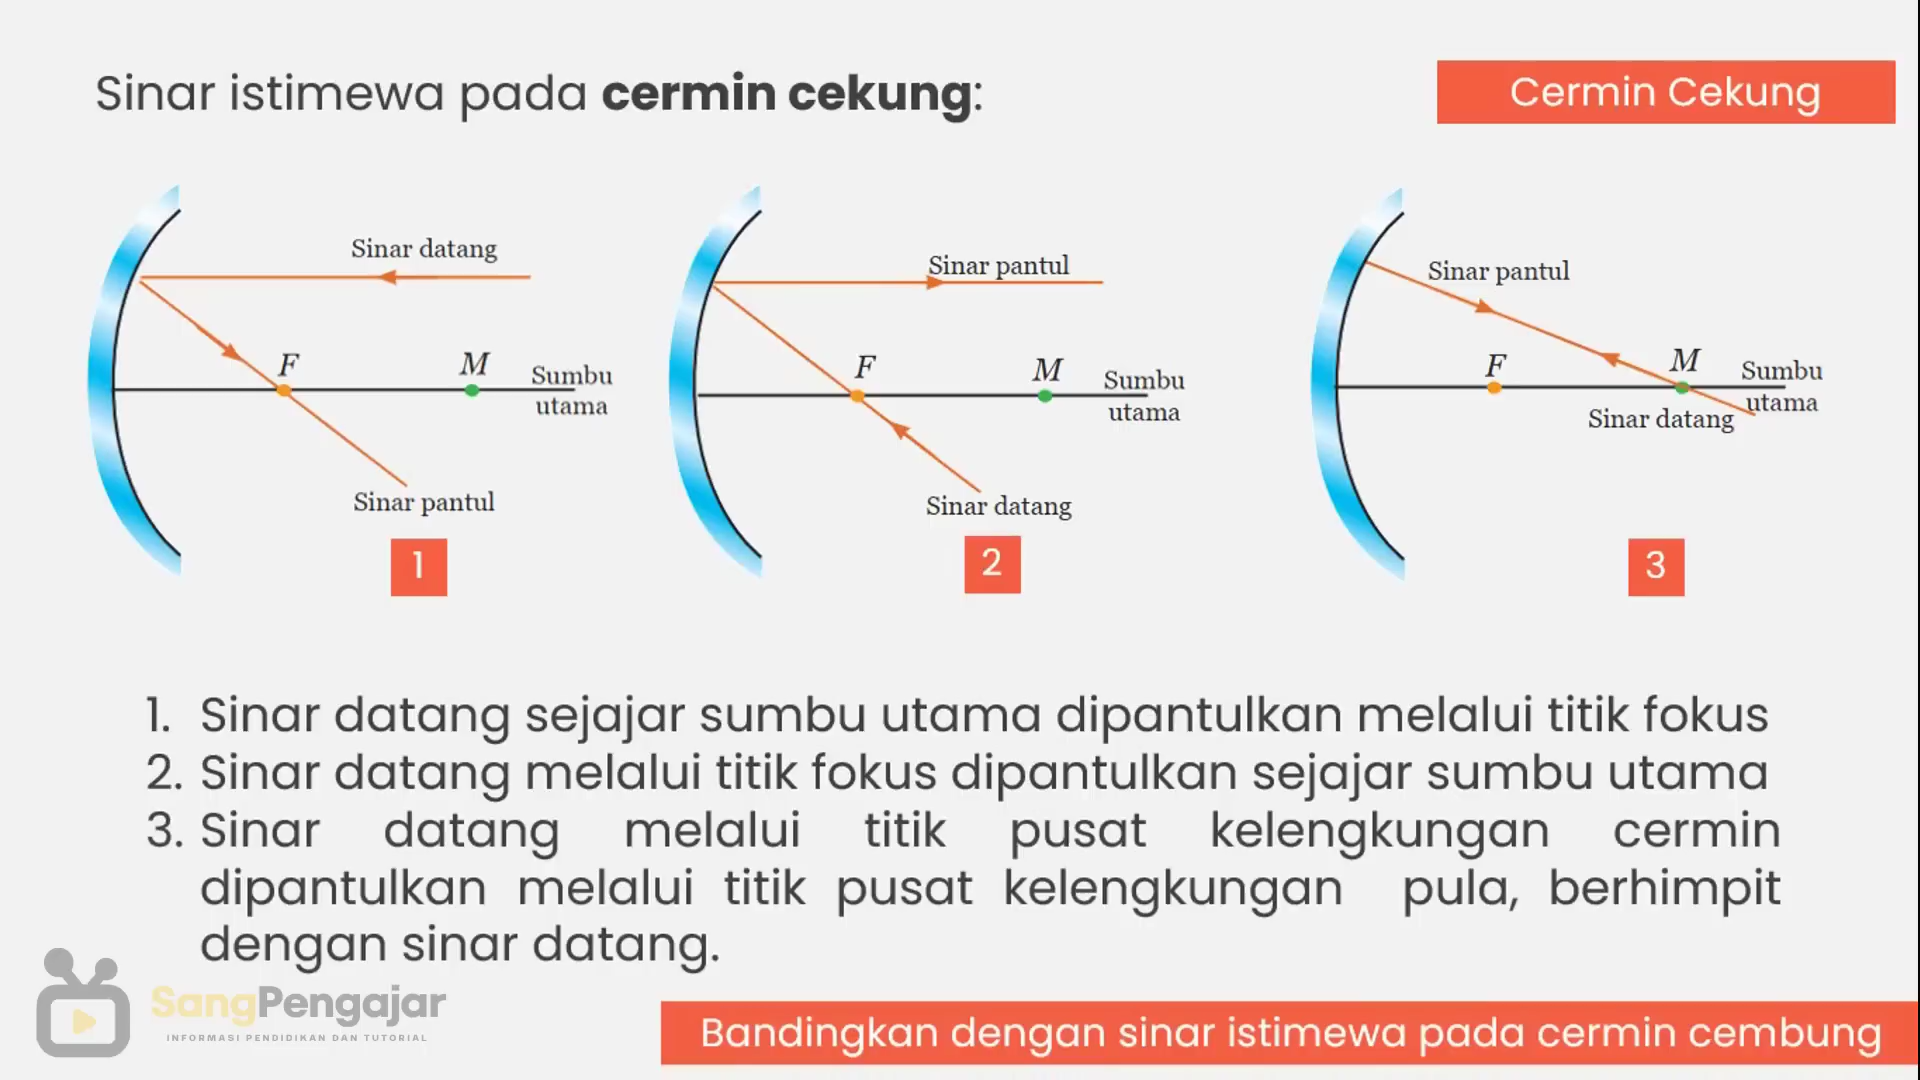 Sinar istimewa pada cermin cekung:
Cermin Cekung
Sinar datang
F
M
Sumbu
utama
Sinar pantul
1
Sinar pantul
F
M
Sumbu
utama
Sinar datang
2
Sinar pantul
F
M
Sumbu
utama
Sinar datang
3
1. Sinar datang sejajar sumbu utama dipantulkan melalui titik fokus
2. Sinar datang melalui titik fokus dipantulkan sejajar sumbu utama
3. Sinar datang melalui titik pusat kelengkungan cermin
dipantulkan melalui titik pusat kelengkungan pula, berhimpit
dengan sinar datang.
SangPengajar
INFORMASI PENDIDIKAN DAN TUTORIAL
Bandingkan dengan sinar istimewa pada cermin cembung